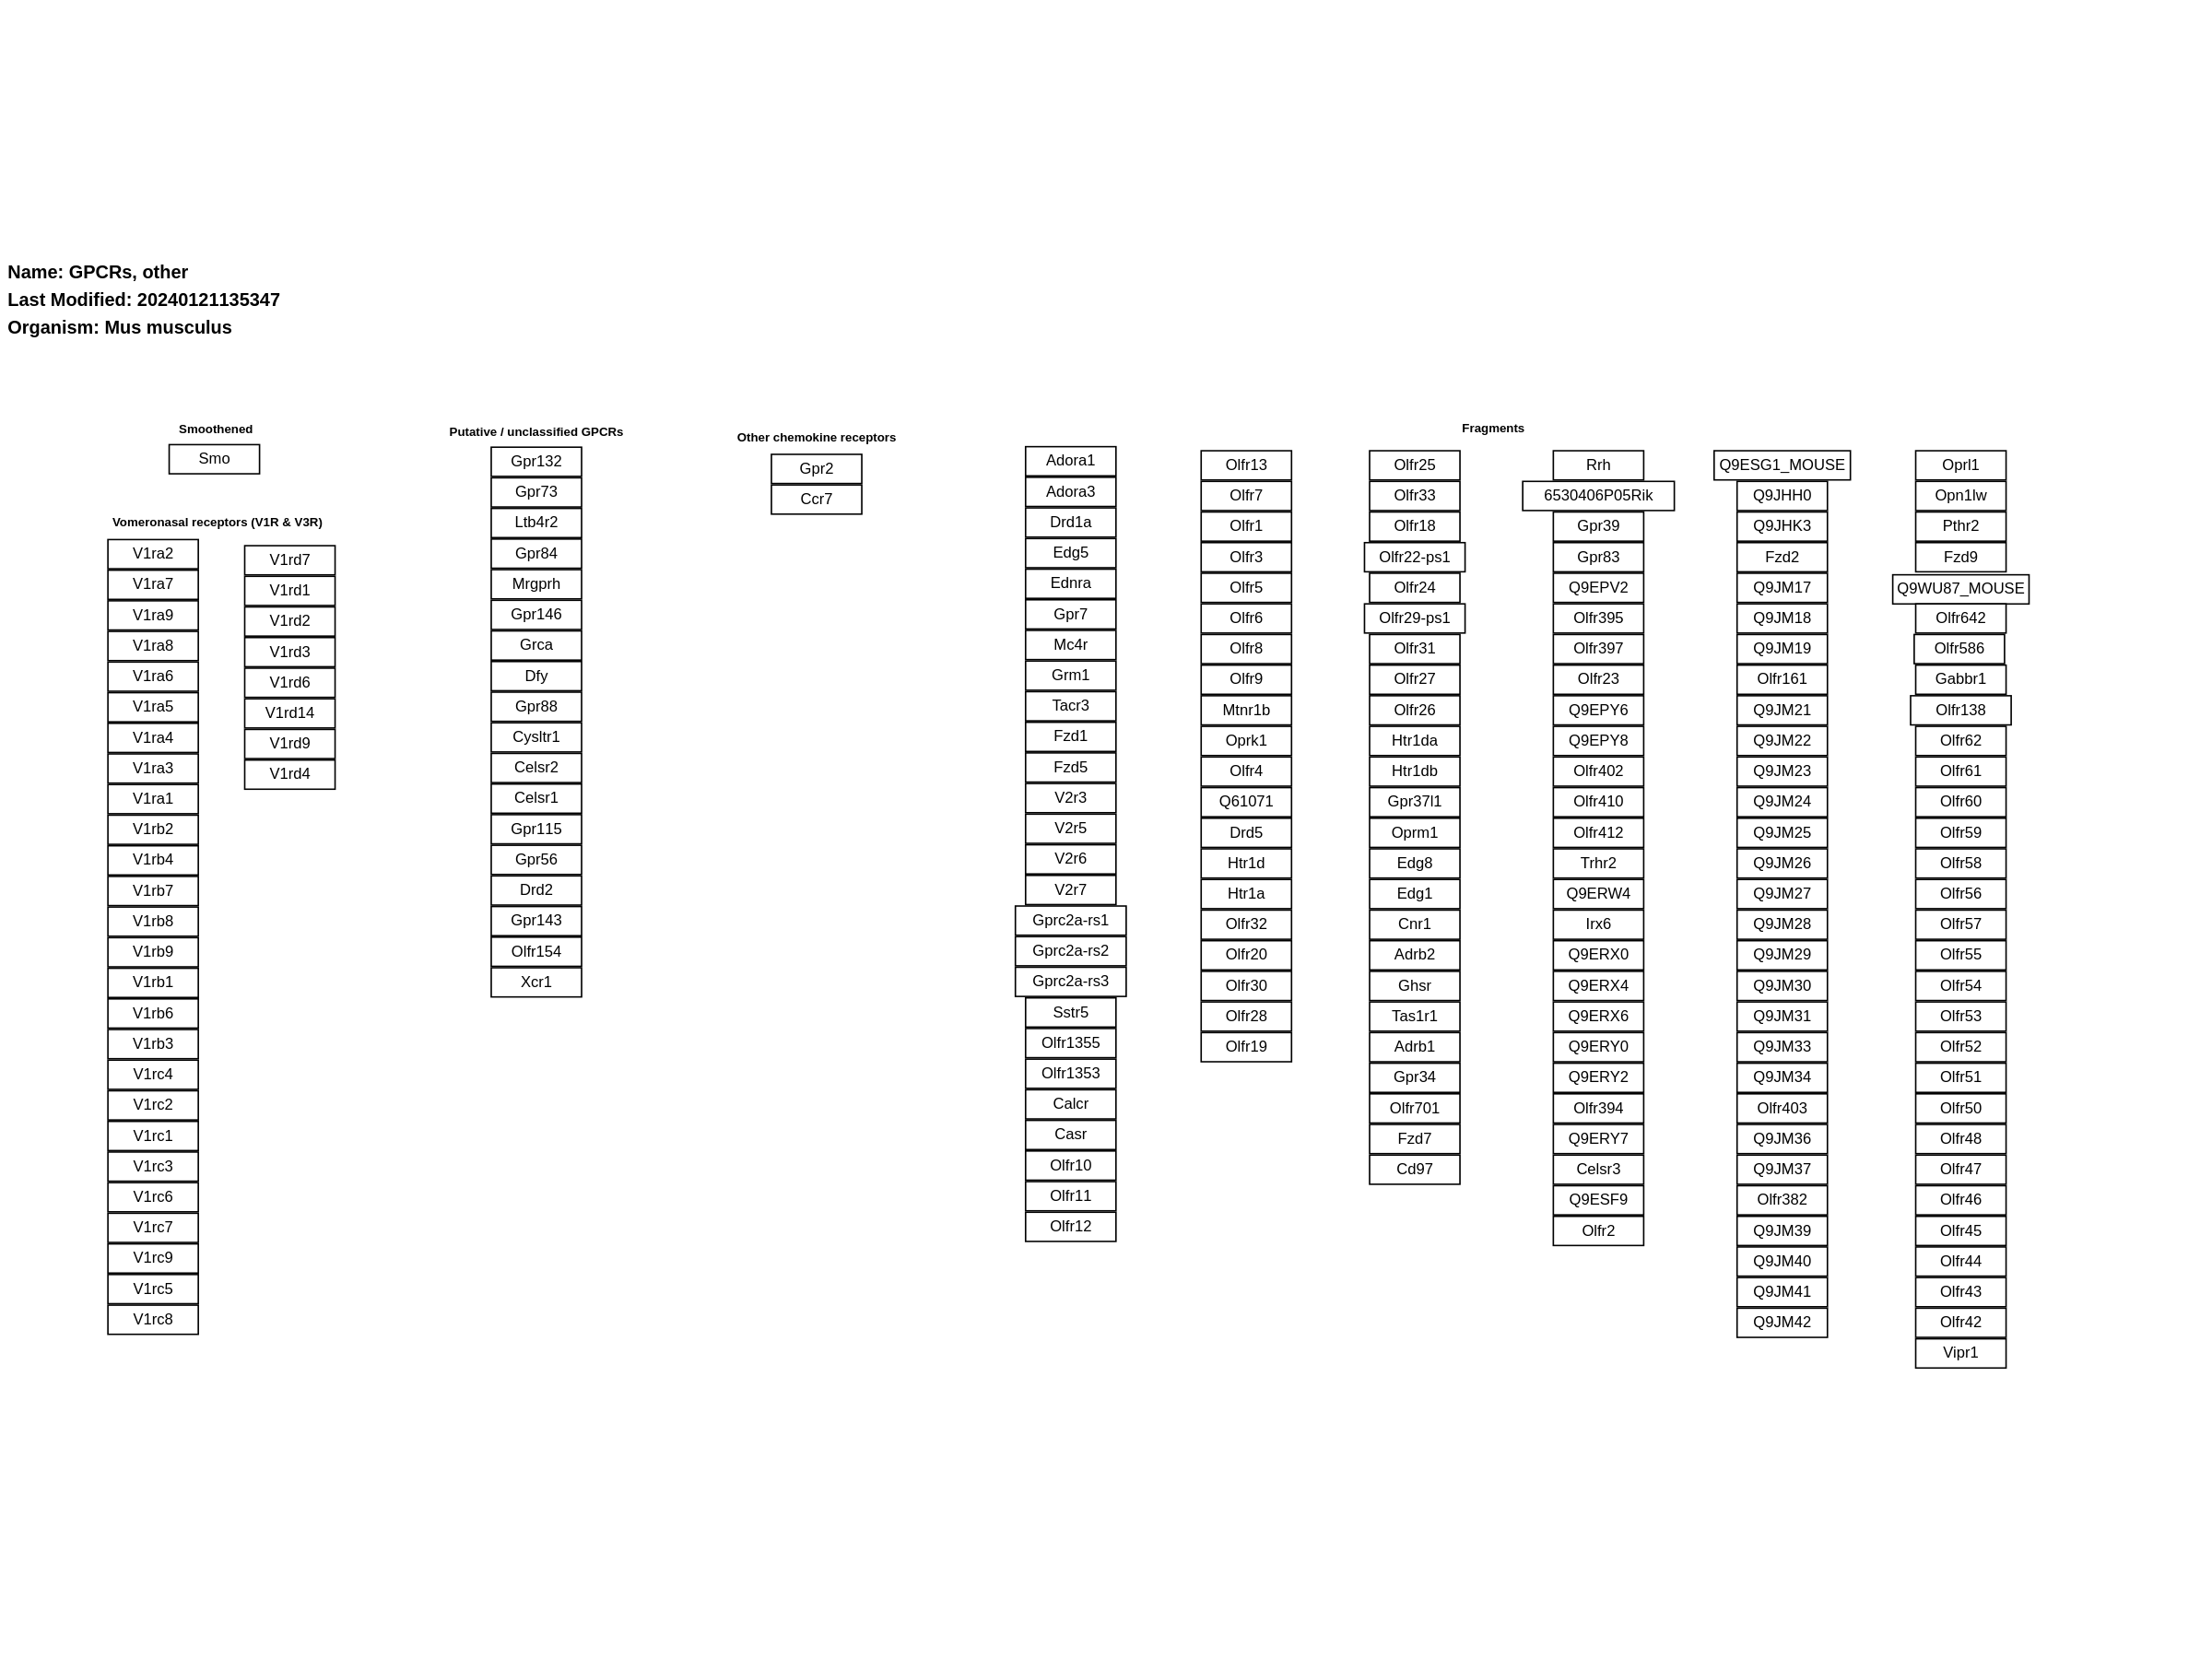 Name: GPCRs, other
Last Modified: 20240121135347
Organism: Mus musculus
Smoothened
Smo
Vomeronasal receptors (V1R & V3R)
V1ra2
V1ra7
V1ra9
V1ra8
V1ra6
V1ra5
V1ra4
V1ra3
V1ra1
V1rb2
V1rb4
V1rb7
V1rb8
V1rb9
V1rb1
V1rb6
V1rb3
V1rc4
V1rc2
V1rc1
V1rc3
V1rc6
V1rc7
V1rc9
V1rc5
V1rc8
V1rd7
V1rd1
V1rd2
V1rd3
V1rd6
V1rd14
V1rd9
V1rd4
Putative / unclassified GPCRs
Gpr132
Gpr73
Ltb4r2
Gpr84
Mrgprh
Gpr146
Grca
Dfy
Gpr88
Cysltr1
Celsr2
Celsr1
Gpr115
Gpr56
Drd2
Gpr143
Olfr154
Xcr1
Other chemokine receptors
Gpr2
Ccr7
Fragments
Adora1
Adora3
Drd1a
Edg5
Ednra
Gpr7
Mc4r
Grm1
Tacr3
Fzd1
Fzd5
V2r3
V2r5
V2r6
V2r7
Gprc2a-rs1
Gprc2a-rs2
Gprc2a-rs3
Sstr5
Olfr1355
Olfr1353
Calcr
Casr
Olfr10
Olfr11
Olfr12
Olfr13
Olfr7
Olfr1
Olfr3
Olfr5
Olfr6
Olfr8
Olfr9
Mtnr1b
Oprk1
Olfr4
Q61071
Drd5
Htr1d
Htr1a
Olfr32
Olfr20
Olfr30
Olfr28
Olfr19
Olfr25
Olfr33
Olfr18
Olfr22-ps1
Olfr24
Olfr29-ps1
Olfr31
Olfr27
Olfr26
Htr1da
Htr1db
Gpr37l1
Oprm1
Edg8
Edg1
Cnr1
Adrb2
Ghsr
Tas1r1
Adrb1
Gpr34
Olfr701
Fzd7
Cd97
Rrh
6530406P05Rik
Gpr39
Gpr83
Q9EPV2
Olfr395
Olfr397
Olfr23
Q9EPY6
Q9EPY8
Olfr402
Olfr410
Olfr412
Trhr2
Q9ERW4
Irx6
Q9ERX0
Q9ERX4
Q9ERX6
Q9ERY0
Q9ERY2
Olfr394
Q9ERY7
Celsr3
Q9ESF9
Olfr2
Q9ESG1_MOUSE
Q9JHH0
Q9JHK3
Fzd2
Q9JM17
Q9JM18
Q9JM19
Olfr161
Q9JM21
Q9JM22
Q9JM23
Q9JM24
Q9JM25
Q9JM26
Q9JM27
Q9JM28
Q9JM29
Q9JM30
Q9JM31
Q9JM33
Q9JM34
Olfr403
Q9JM36
Q9JM37
Olfr382
Q9JM39
Q9JM40
Q9JM41
Q9JM42
Oprl1
Opn1lw
Pthr2
Fzd9
Q9WU87_MOUSE
Olfr642
Olfr586
Gabbr1
Olfr138
Olfr62
Olfr61
Olfr60
Olfr59
Olfr58
Olfr56
Olfr57
Olfr55
Olfr54
Olfr53
Olfr52
Olfr51
Olfr50
Olfr48
Olfr47
Olfr46
Olfr45
Olfr44
Olfr43
Olfr42
Vipr1